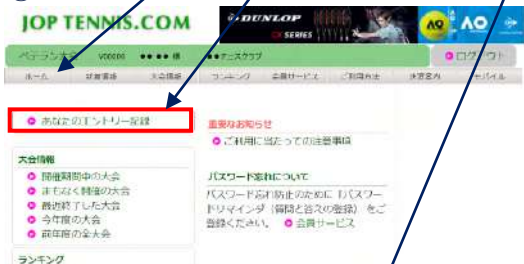 JOP TENNIS.COM
DUNLOP
CX SERIES
AO AO
ベテラン大会 V00006 ●●●● 様 ●●テニスクラブ
ログアウト
ホーム 大会情報 ランキング 会員サービス ご利用方法 モバイル
あなたのエントリー記録
重要なお知らせ
ご利用に当たっての注意事項
大会情報
開催期間中の大会
まもなく開催の大会
最近終了した大会
今年度の大会
前年度の全大会
パスワード忘れについて
パスワード忘れ防止のために「パスワー
ドリマインダ(質問と答えの登録)をご
登録ください。 会員サービス
ランキング